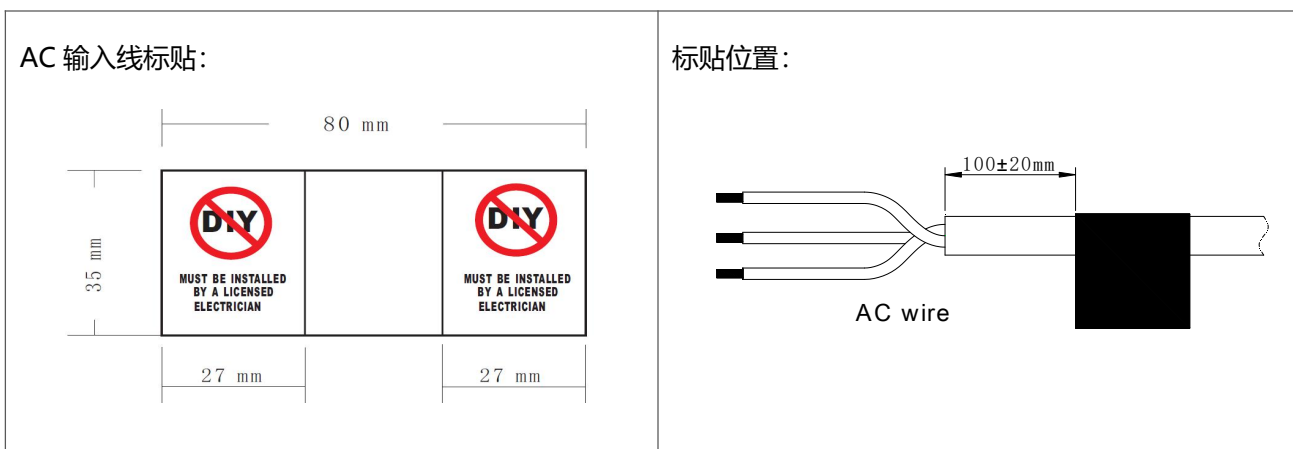 AC 输入线标贴：
80 mm
35 mm
DIY
MUST BE INSTALLED
BY A LICENSED
ELECTRICIAN
DIY
MUST BE INSTALLED
BY A LICENSED
ELECTRICIAN
27 mm
27 mm
标贴位置：
100±20mm
AC wire